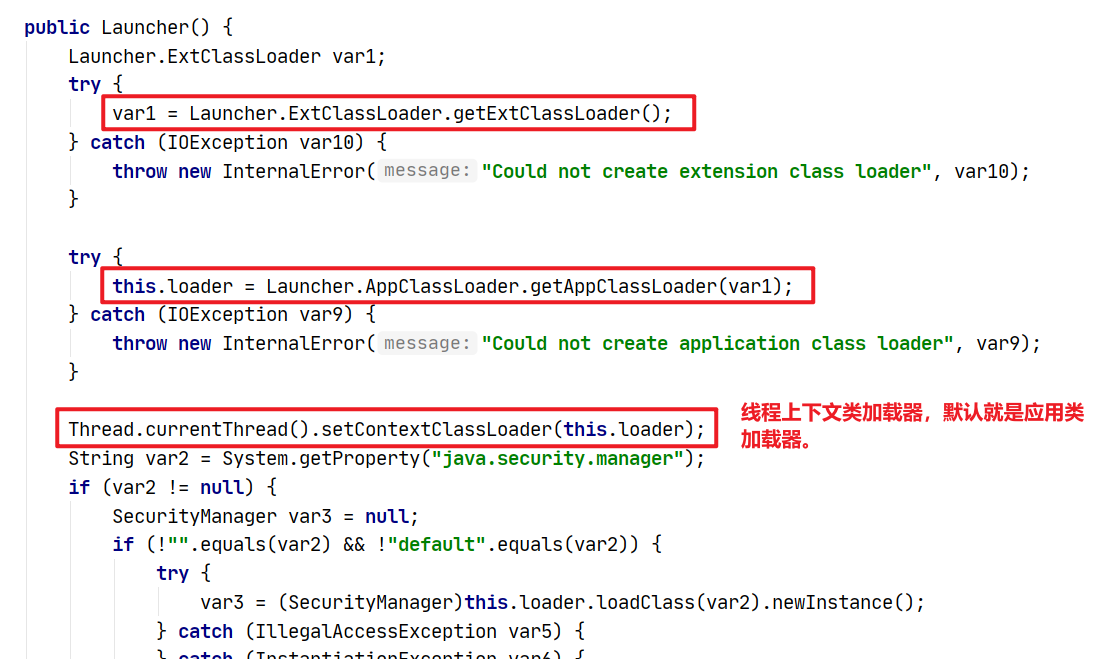 public Launcher() {
Launcher.ExtClassLoader var1;
try {
var1 = Launcher.ExtClassLoader.getExtClassLoader();
} catch (IOException var10) {
throw new InternalError( message: "Could not create extension class loader", var10);
}
try {
this.loader = Launcher.AppClassLoader.getAppClassLoader(var1);
} catch (IOException var9) {
throw new InternalError( message: "Could not create application class loader", var9);
}
Thread.currentThread().setContextClassLoader(this.loader);
线程上下文类加载器，默认就是应用类
加载器。
String var2 = System.getProperty("java.security.manager");
if (var2 != null) {
SecurityManager var3 = null;
if (!"".equals(var2) && !"default".equals(var2)) {
try {
var3 = (SecurityManager)this.loader.loadClass(var2).newInstance();
} catch (IllegalAccessException var5) {
} catch (InstantiationException var6) {